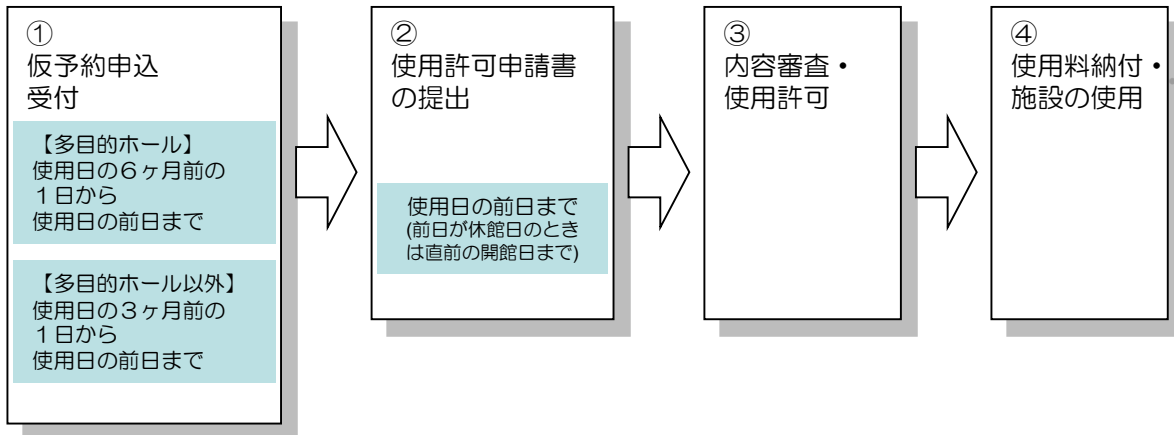 ①
仮予約申込
受付
【多目的ホール】
使用日の６ヶ月前の
１日から
使用日の前日まで
【多目的ホール以外】
使用日の３ヶ月前の
１日から
使用日の前日まで
②
使用許可申請書
の提出
使用日の前日まで
(前日が休館日のとき
は直前の開館日まで)
③
内容審査・
使用許可
④
使用料納付・
施設の使用